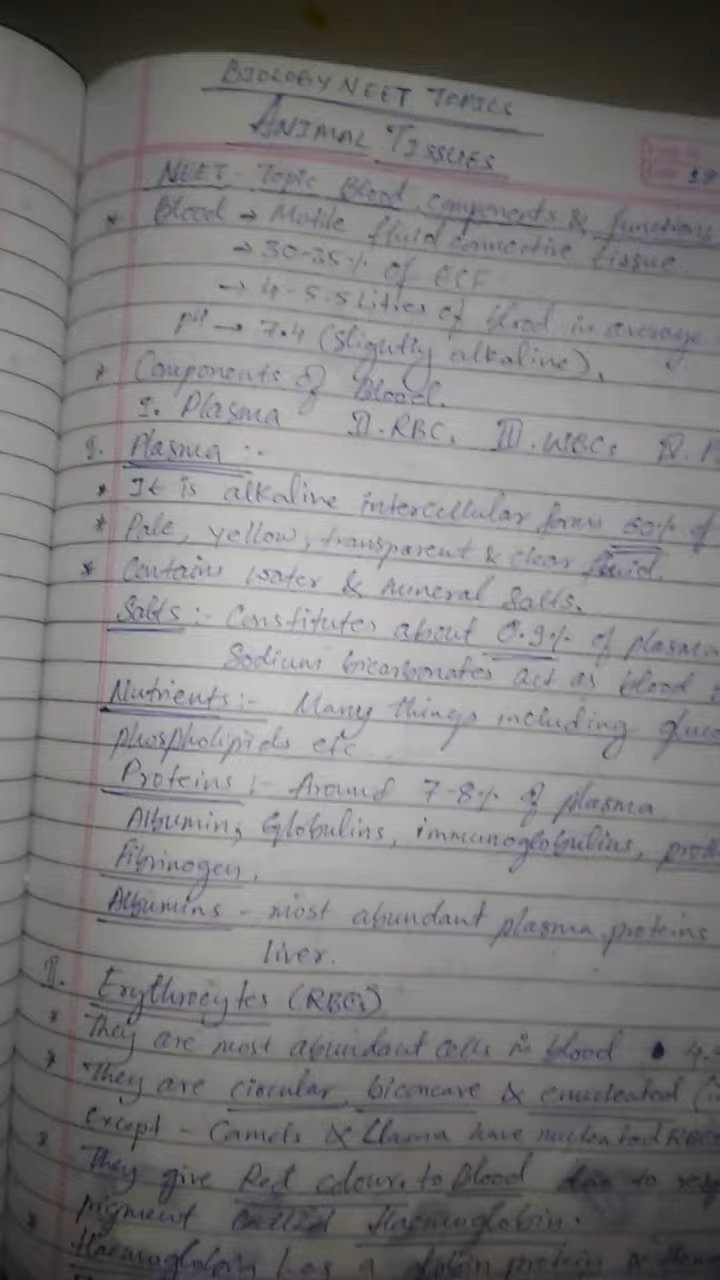 BIOLOGY NEET TOPICS
ANIMAL TISSUES
NEET - Topic Blood, components & functions
* Blood → Motile fluid connective tissue
→ 30-35% of ECF
→ 4-5.5 Litres of blood in average
pH → 7.4 (Slightly alkaline).
* Components of Blood.
I. Plasma II. RBCs III. WBCs IV.
I. Plasma :-
* It is alkaline intercellular forms 60% of
* Pale, yellow, transparent & clear fluid.
* Contains water & mineral salts.
Salts :- Constitutes about 0.9% of plasma
Sodium bicarbonates act as blood
Nutrients :- Many things including
phospholipids etc
Proteins :- Around 7-8% of plasma
Albumin, Globulins, immunoglobulins,
Fibrinogen.
Albumins - most abundant plasma proteins
liver.
II. Erythrocytes (RBCs)
* They are most abundant cells in blood
* They are circular, biconcave & enucleated
except - Camels & Llama have nucleated RBCs
* They give Red colour to Blood due to
pigment called Haemoglobin.
* Haemoglobin has a protein